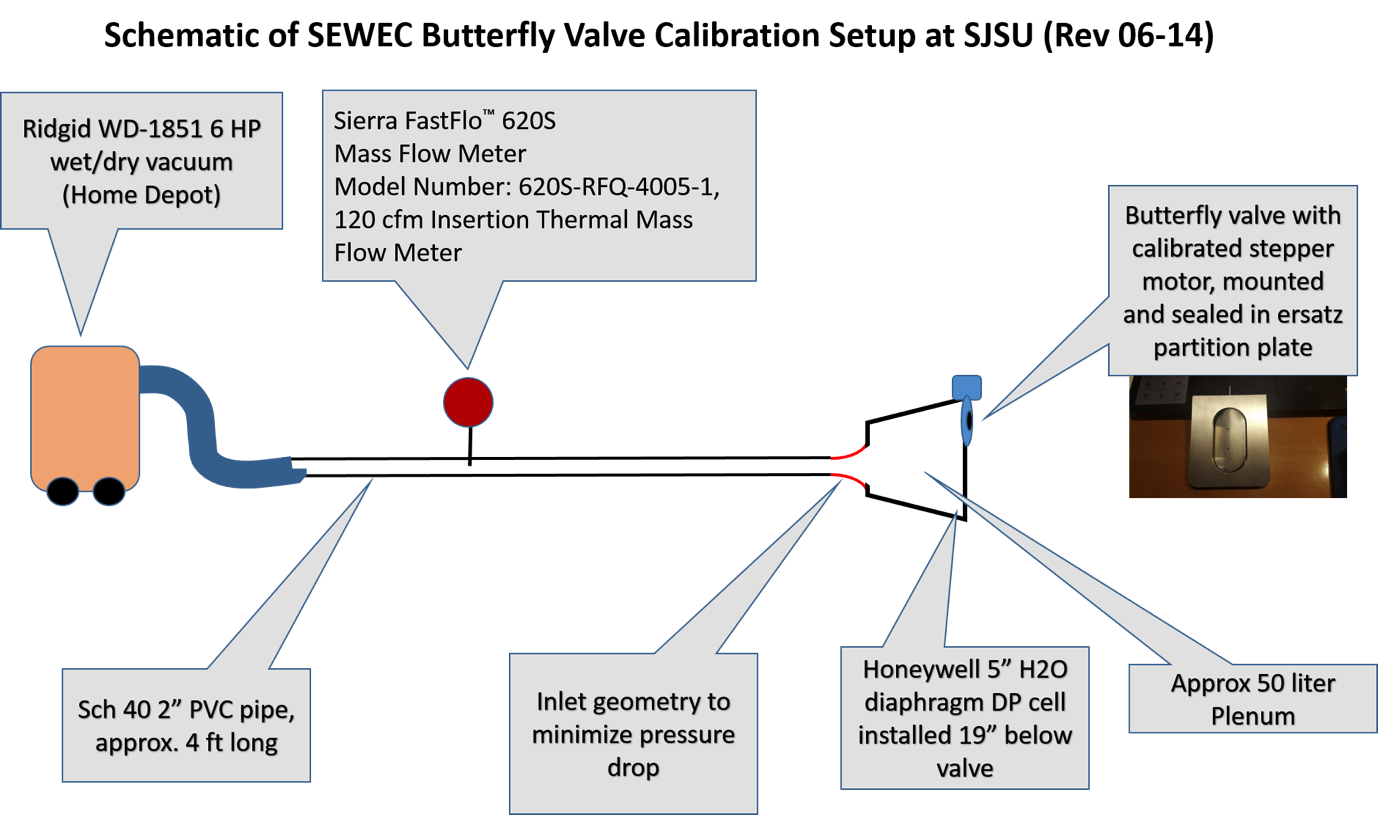 Schematic of SEWEC Butterfly Valve Calibration Setup at SJSU (Rev 06-14)
Ridgid WD-1851 6 HP
wet/dry vacuum
(Home Depot)
Sierra FastFlo™ 620S
Mass Flow Meter
Model Number: 620S-RFQ-4005-1,
120 cfm Insertion Thermal Mass
Flow Meter
Butterfly valve with
calibrated stepper
motor, mounted
and sealed in ersatz
partition plate
Sch 40 2” PVC pipe,
approx. 4 ft long
Inlet geometry to
minimize pressure
drop
Honeywell 5” H2O
diaphragm DP cell
installed 19” below
valve
Approx 50 liter
Plenum